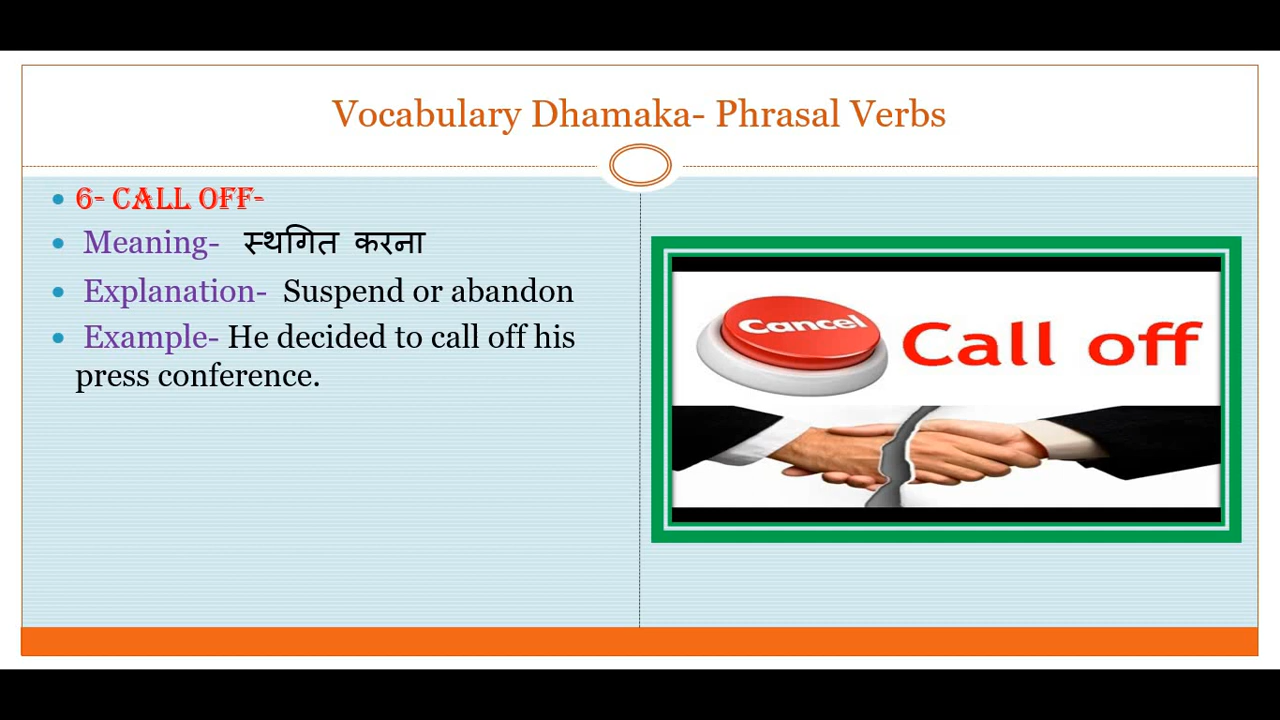 Vocabulary Dhamaka- Phrasal Verbs
6- CALL OFF-
Meaning- स्थगित करना
Explanation- Suspend or abandon
Example- He decided to call off his
press conference.
Cancel
Call off